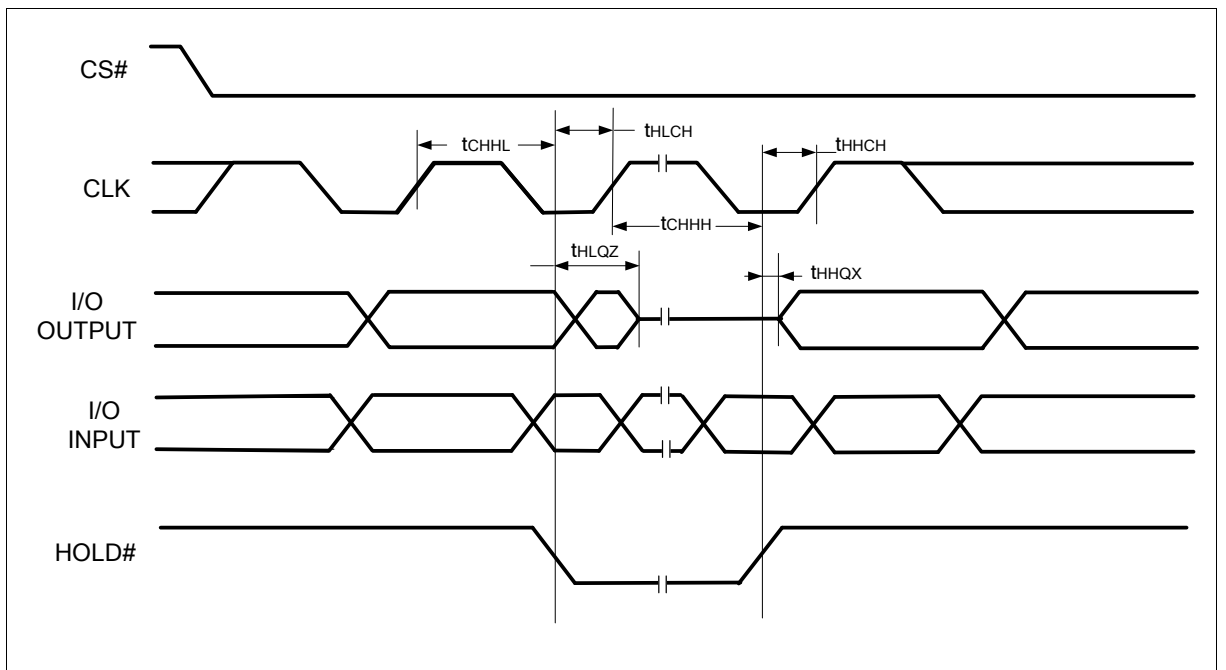 CS#
tCHHL
tHLCH
tHHCH
CLK
tCHHH
tHLQZ
tHHQX
I/O
OUTPUT
I/O
INPUT
HOLD#